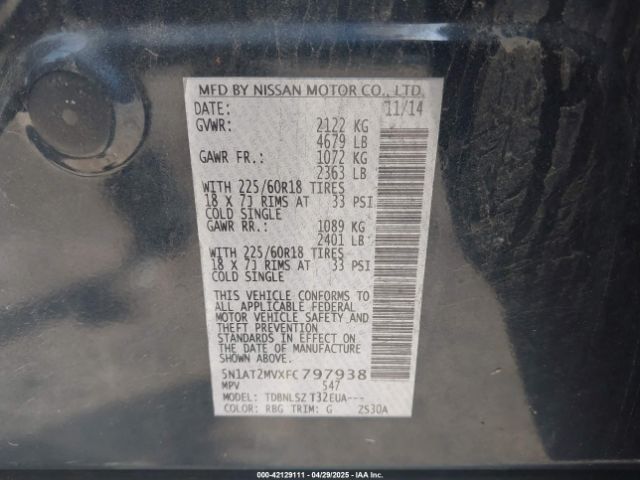 MFD BY NISSAN MOTOR CO., LTD.
DATE: 11/14
GVWR: 2122 KG
4679 LB
GAWR FR.: 1072 KG
2363 LB
WITH 225/60R18 TIRES
18 X 7J RIMS AT 33 PSI
COLD SINGLE
GAWR RR.: 1089 KG
2401 LB
WITH 225/60R18 TIRES
18 X 7J RIMS AT 33 PSI
COLD SINGLE
THIS VEHICLE CONFORMS TO
ALL APPLICABLE FEDERAL
MOTOR VEHICLE SAFETY AND
THEFT PREVENTION
STANDARDS IN EFFECT ON
THE DATE OF MANUFACTURE
SHOWN ABOVE.
5N1AT2MVXFC797938
MPV 547
MODEL: TDBNLSZ T32EUA---
COLOR: RBG TRIM: G 2S30A
000-42129111 - 04/29/2025 - IAA Inc.